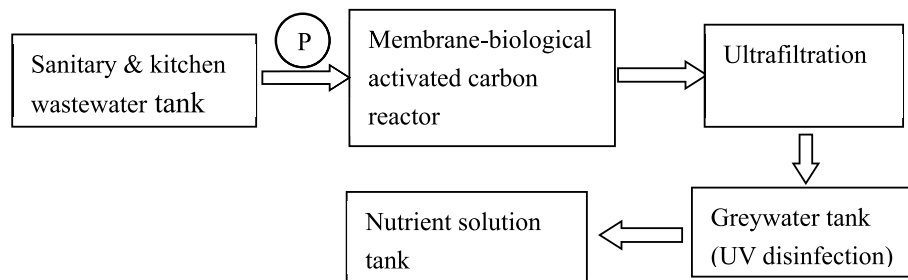 Sanitary & kitchen
wastewater tank
P
Membrane-biological
activated carbon
reactor
Ultrafiltration
Greywater tank
(UV disinfection)
Nutrient solution
tank